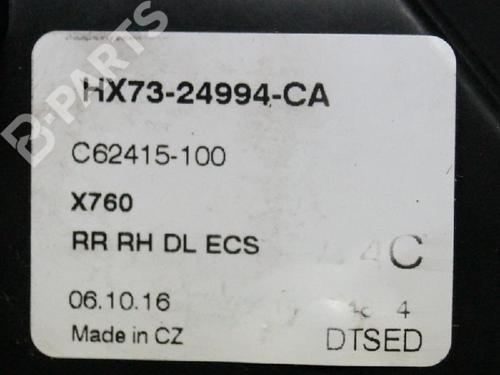 B-PARTS
HX73-24994-CA
C62415-100
X760
RR RH DL ECS
4C
06.10.16
4
Made in CZ
DTSED